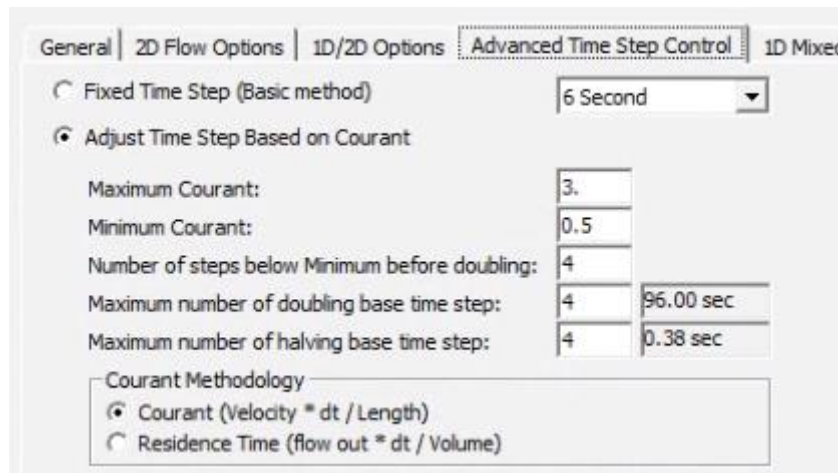 General 2D Flow Options 1D/2D Options Advanced Time Step Control 1D Mixed
Fixed Time Step (Basic method) 6 Second
Adjust Time Step Based on Courant
Maximum Courant: 3.
Minimum Courant: 0.5
Number of steps below Minimum before doubling: 4
Maximum number of doubling base time step: 4 96.00 sec
Maximum number of halving base time step: 4 0.38 sec
Courant Methodology
Courant (Velocity * dt / Length)
Residence Time (flow out * dt / Volume)